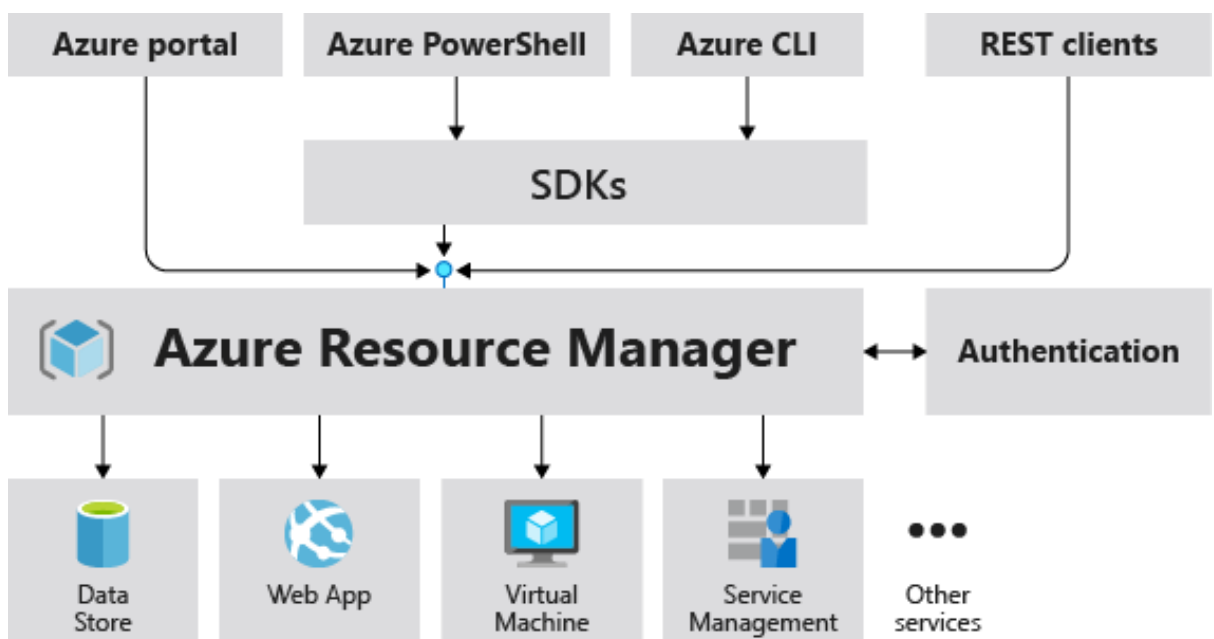 Azure portal
Azure PowerShell
Azure CLI
REST clients
SDKs
Azure Resource Manager
Authentication
Data
Store
Web App
Virtual
Machine
Service
Management
Other
services